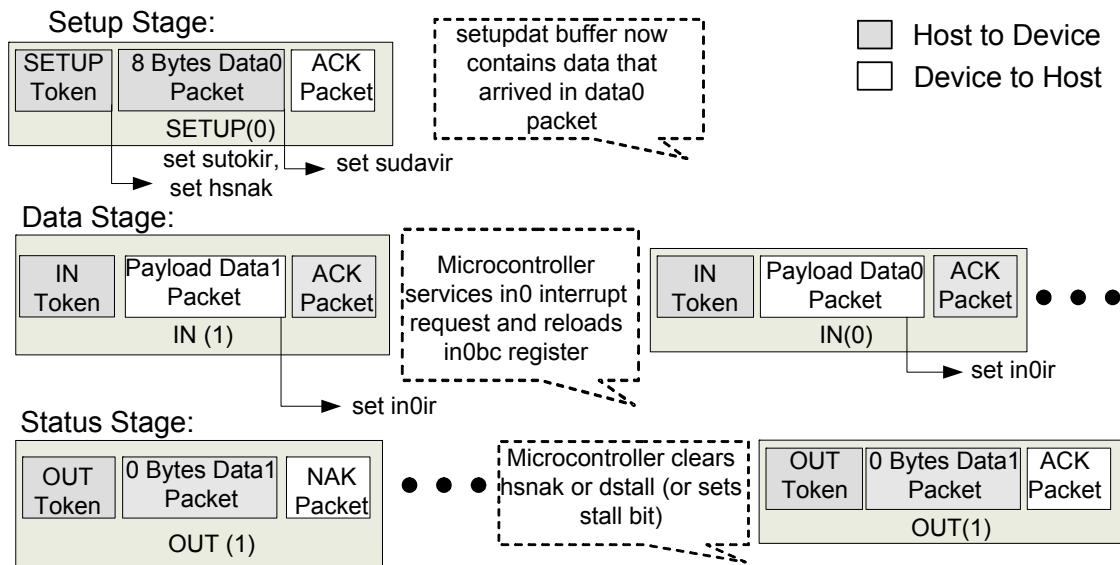 Setup Stage:
SETUP
Token
8 Bytes Data0
Packet
ACK
Packet
SETUP(0)
set sutokir,
set hsnak
set sudavir
setupdat buffer now
contains data that
arrived in data0
packet
Host to Device
Device to Host
Data Stage:
IN
Token
Payload Data1
Packet
ACK
Packet
IN (1)
set in0ir
Microcontroller
services in0 interrupt
request and reloads
in0bc register
IN
Token
Payload Data0
Packet
ACK
Packet
IN(0)
set in0ir
Status Stage:
OUT
Token
0 Bytes Data1
Packet
NAK
Packet
OUT (1)
Microcontroller clears
hsnak or dstall (or sets
stall bit)
OUT
Token
0 Bytes Data1
Packet
ACK
Packet
OUT(1)